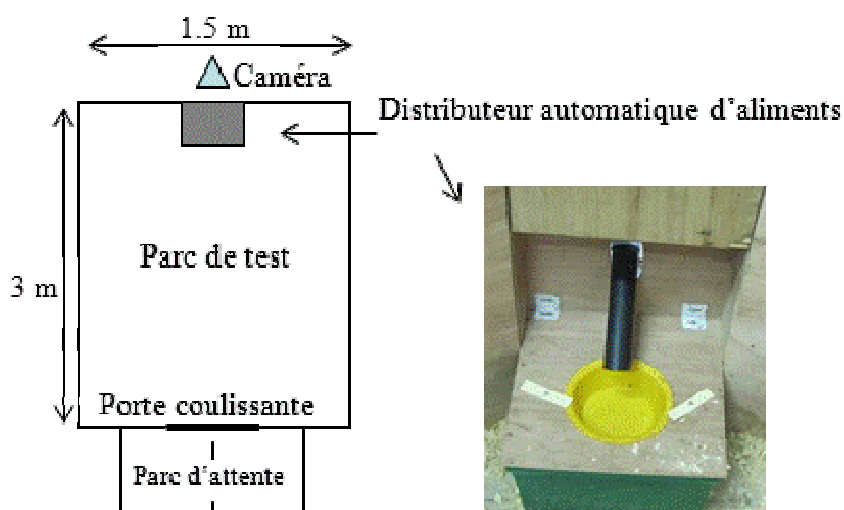 1.5 m
Caméra
Distributeur automatique d'aliments
Parc de test
3 m
Porte coulissante
Parc d'attente